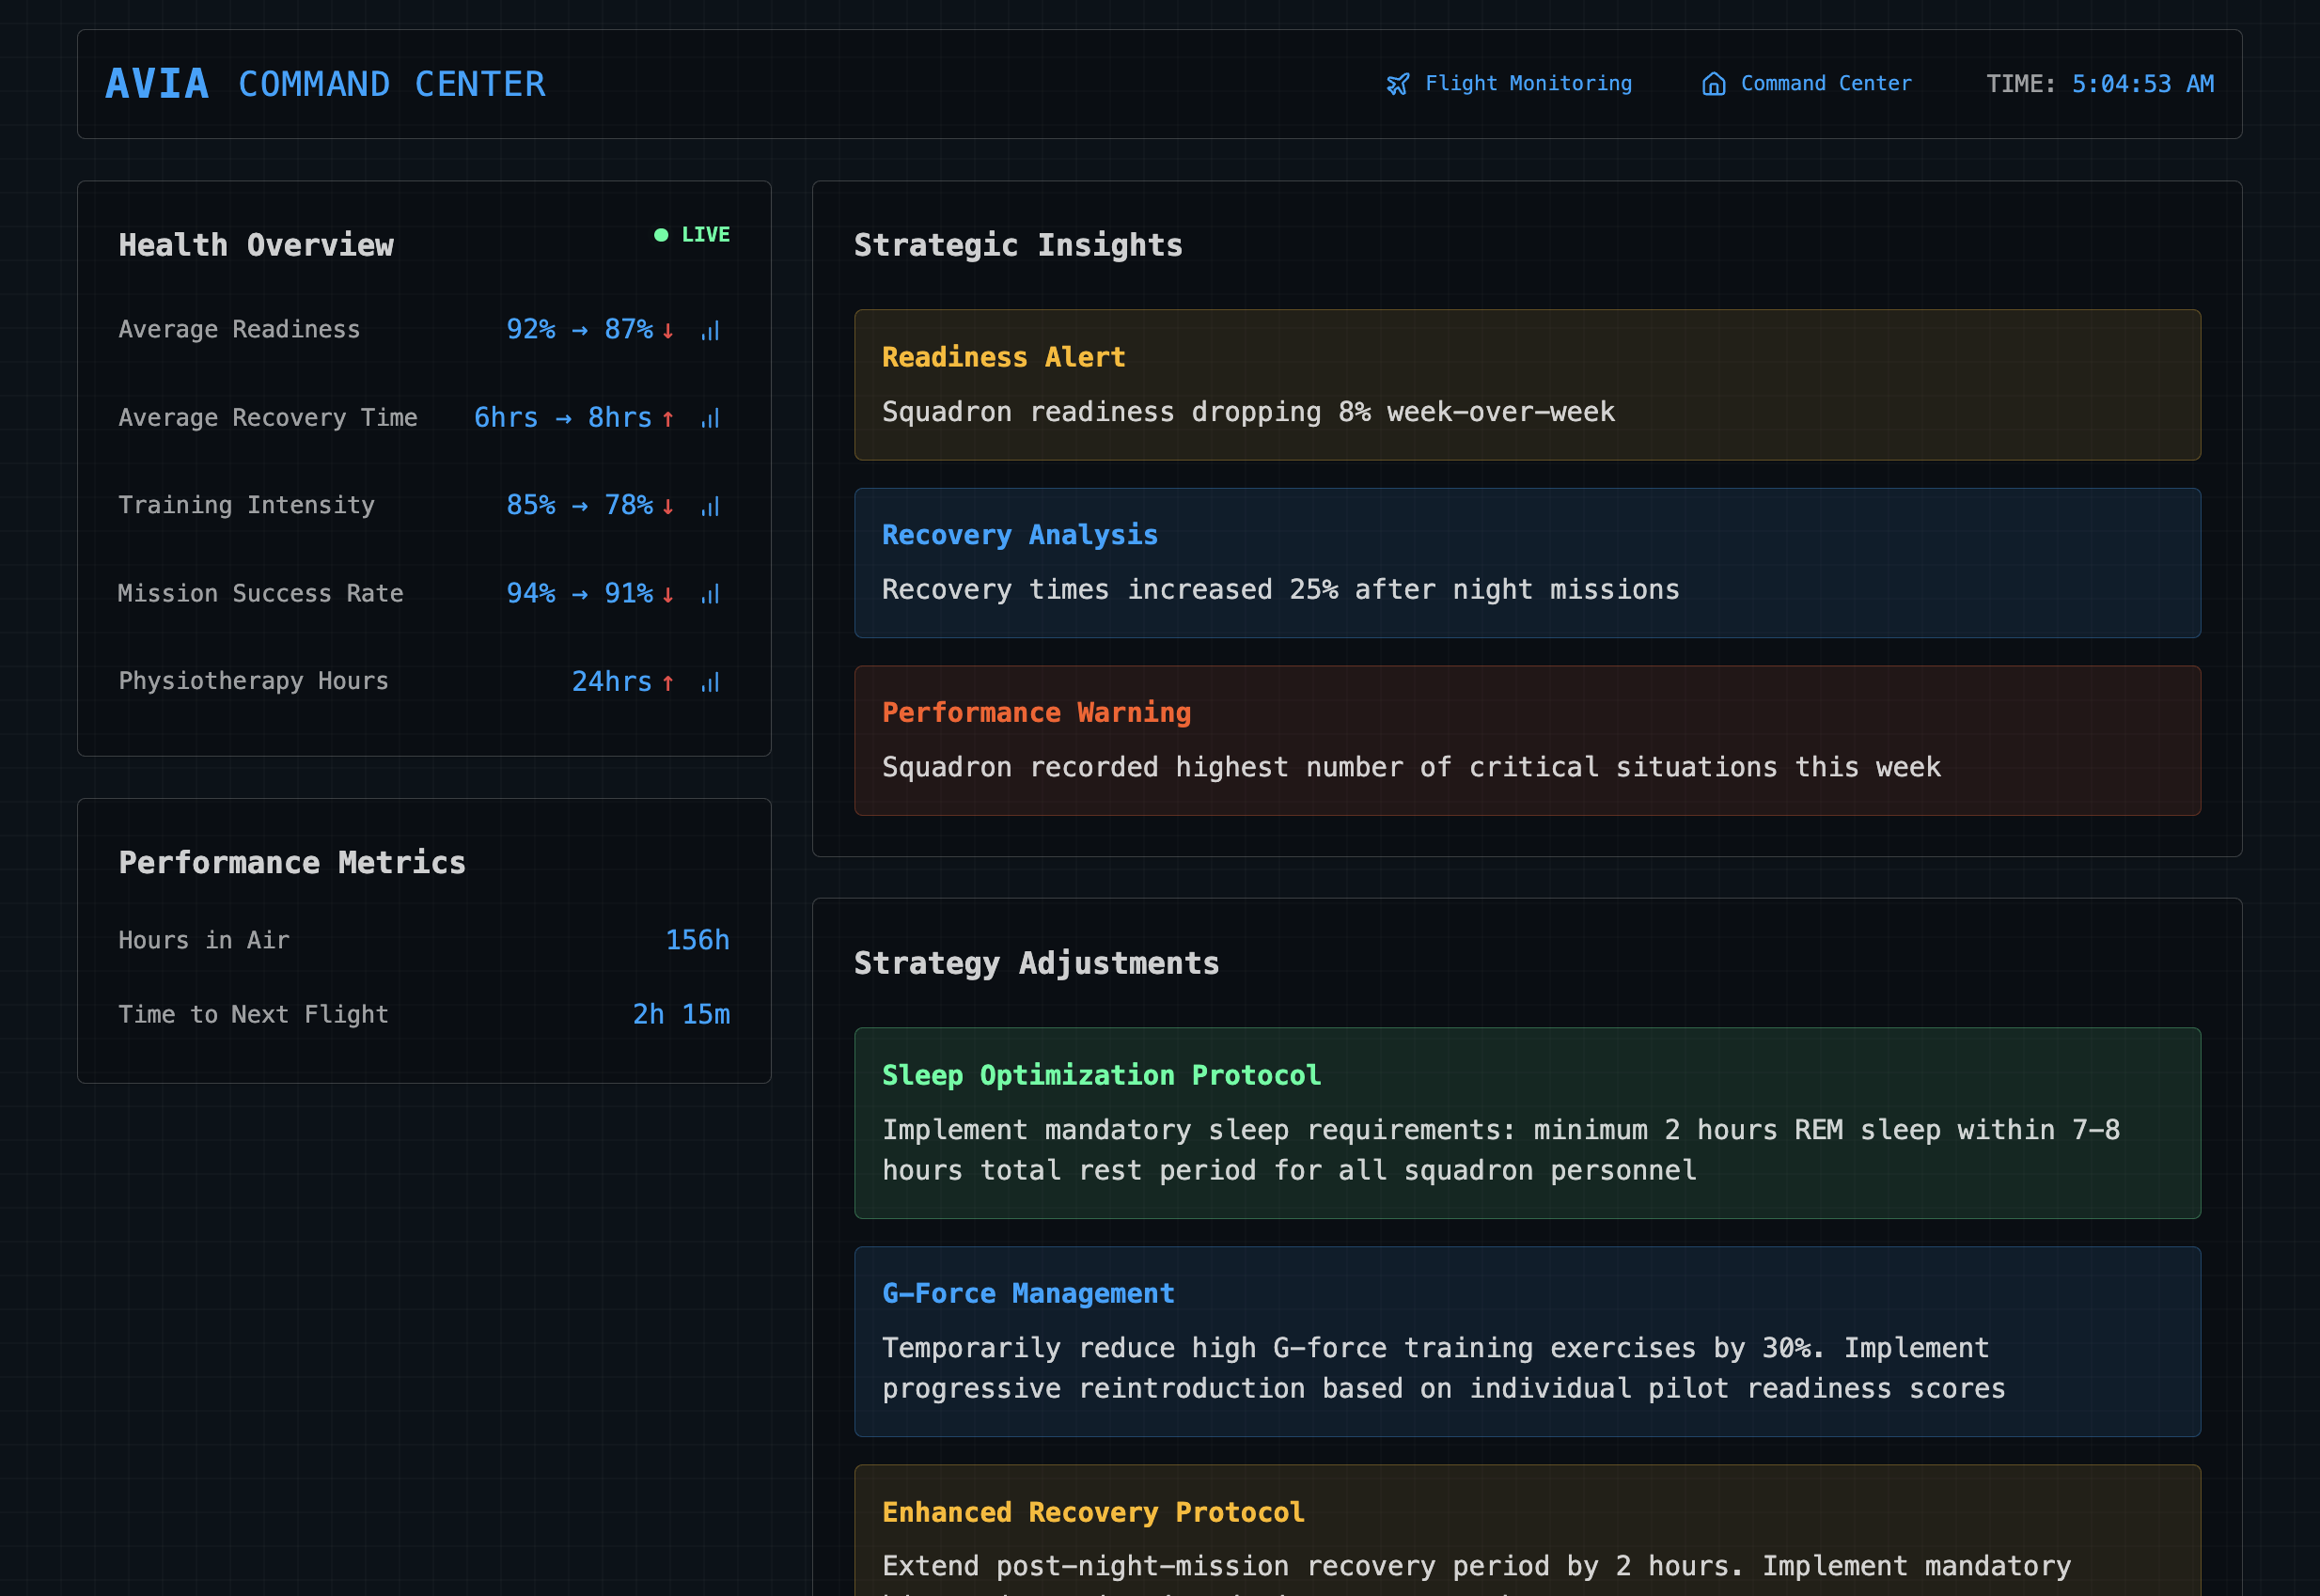 AVIA COMMAND CENTER
Flight Monitoring
Command Center
TIME: 5:04:53 AM
Health Overview
LIVE
Average Readiness 92% → 87% ↓
Average Recovery Time 6hrs → 8hrs ↑
Training Intensity 85% → 78% ↓
Mission Success Rate 94% → 91% ↓
Physiotherapy Hours 24hrs ↑
Performance Metrics
Hours in Air 156h
Time to Next Flight 2h 15m
Strategic Insights
Readiness Alert
Squadron readiness dropping 8% week-over-week
Recovery Analysis
Recovery times increased 25% after night missions
Performance Warning
Squadron recorded highest number of critical situations this week
Strategy Adjustments
Sleep Optimization Protocol
Implement mandatory sleep requirements: minimum 2 hours REM sleep within 7-8
hours total rest period for all squadron personnel
G-Force Management
Temporarily reduce high G-force training exercises by 30%. Implement
progressive reintroduction based on individual pilot readiness scores
Enhanced Recovery Protocol
Extend post-night-mission recovery period by 2 hours. Implement mandatory